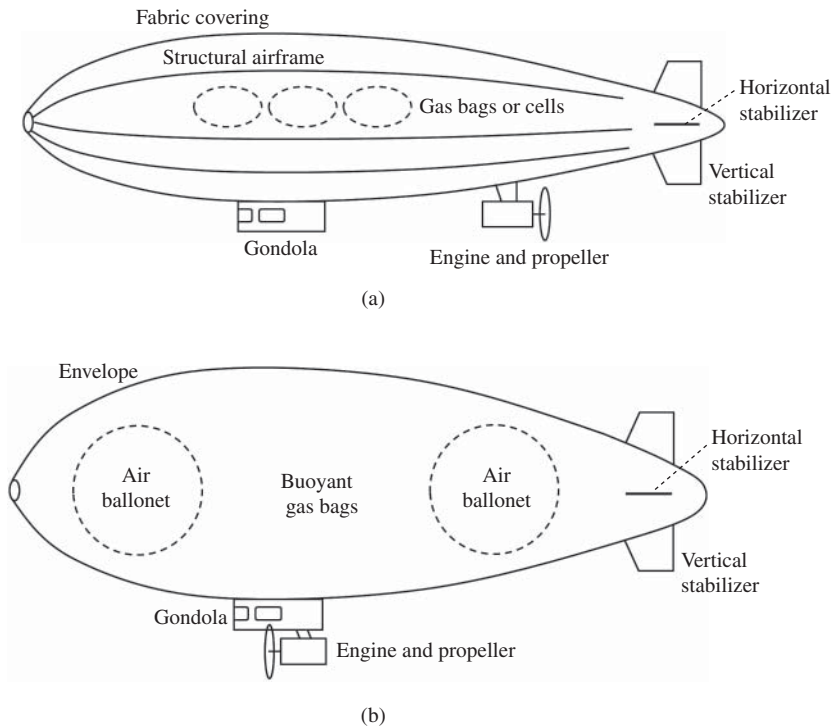 Fabric covering
Structural airframe
Gas bags or cells
Horizontal
stabilizer
Vertical
stabilizer
Gondola
Engine and propeller
(a)
Envelope
Air
ballonet
Buoyant
gas bags
Air
ballonet
Horizontal
stabilizer
Vertical
stabilizer
Gondola
Engine and propeller
(b)